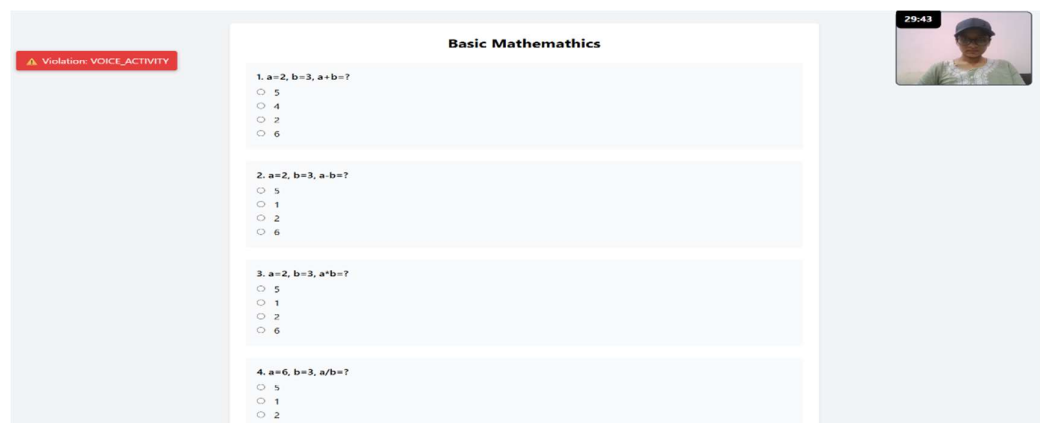 29:43
Basic Mathemathics
⚠ Violation: VOICE_ACTIVITY
1. a=2, b=3, a+b=?
5
4
2
6
2. a=2, b=3, a-b=?
5
1
2
6
3. a=2, b=3, a*b=?
5
1
2
6
4. a=6, b=3, a/b=?
5
1
2